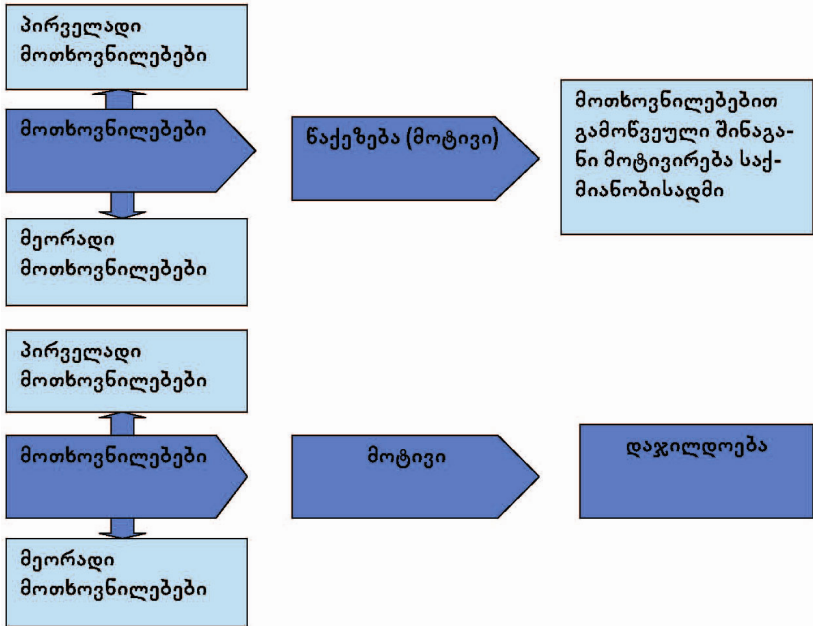 პირველადი
მოთხოვნილებები
მოთხოვნილებები
წაქეზება (მოტივი)
მოთხოვნილებებით
გამოწვეული შინაგა-
ნი მოტივირება საქ-
მიანობისადმი
მეორადი
მოთხოვნილებები
პირველადი
მოთხოვნილებები
მოთხოვნილებები
მოტივი
დაჯილდოება
მეორადი
მოთხოვნილებები